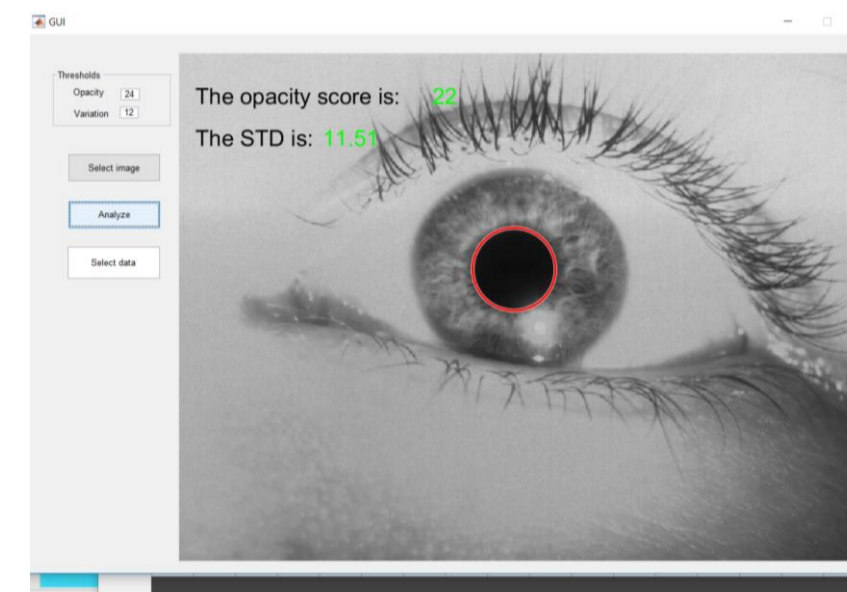 GUI
Thresholds
Opacity 24
Variation 12
Select image
Analyze
Select data
The opacity score is: 22
The STD is: 11.51